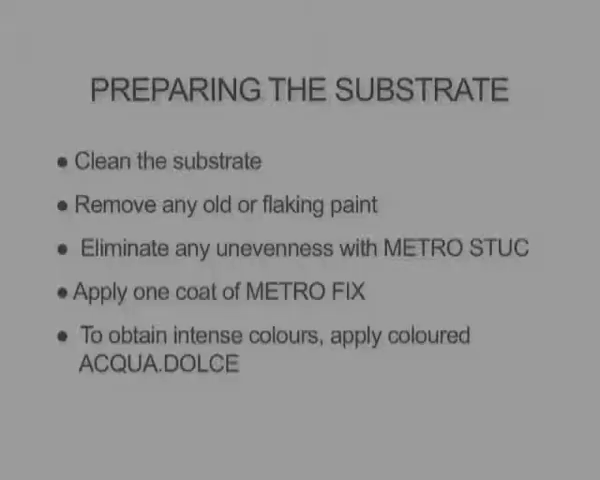 PREPARING THE SUBSTRATE
● Clean the substrate
● Remove any old or flaking paint
● Eliminate any unevenness with METRO STUC
● Apply one coat of METRO FIX
● To obtain intense colours, apply coloured
ACQUA.DOLCE